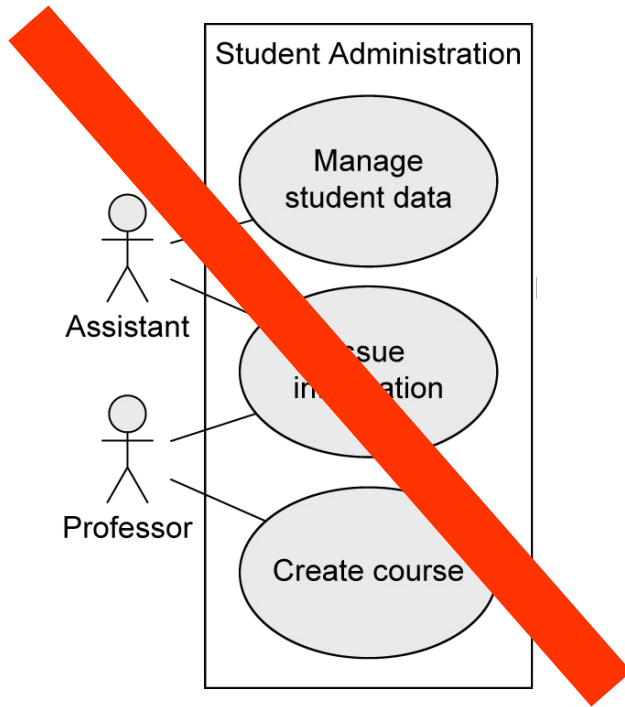 Student Administration
Manage
student data
Assistant
Professor
Create course